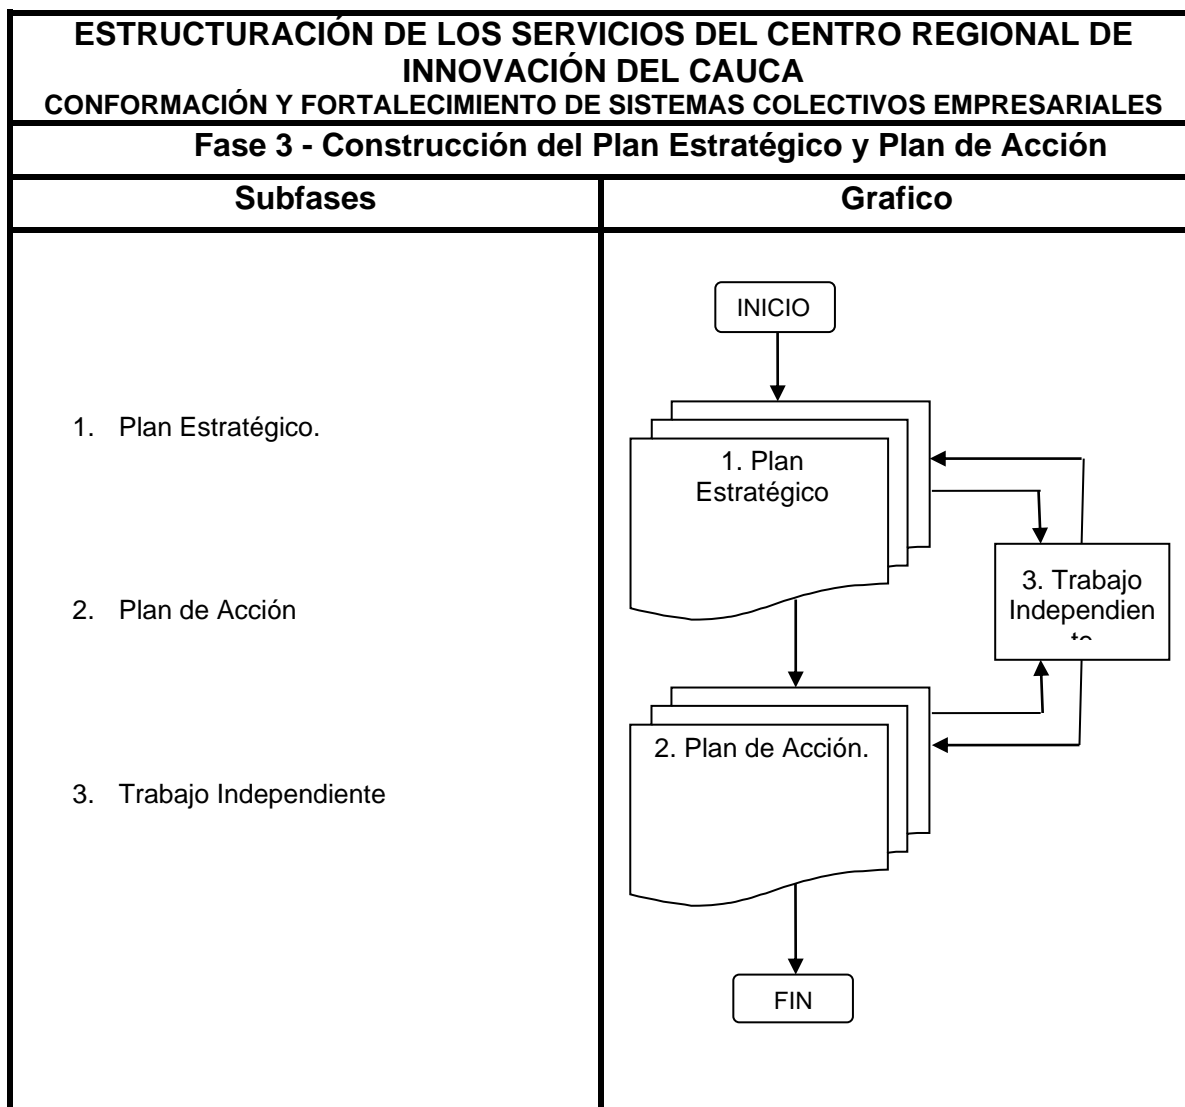 ESTRUCTURACIÓN DE LOS SERVICIOS DEL CENTRO REGIONAL DE
INNOVACIÓN DEL CAUCA
CONFORMACIÓN Y FORTALECIMIENTO DE SISTEMAS COLECTIVOS EMPRESARIALES
Fase 3 - Construcción del Plan Estratégico y Plan de Acción
Subfases
Grafico
1. Plan Estratégico.
2. Plan de Acción
3. Trabajo Independiente
INICIO
1. Plan
Estratégico
3. Trabajo
Independien
te
2. Plan de Acción.
FIN